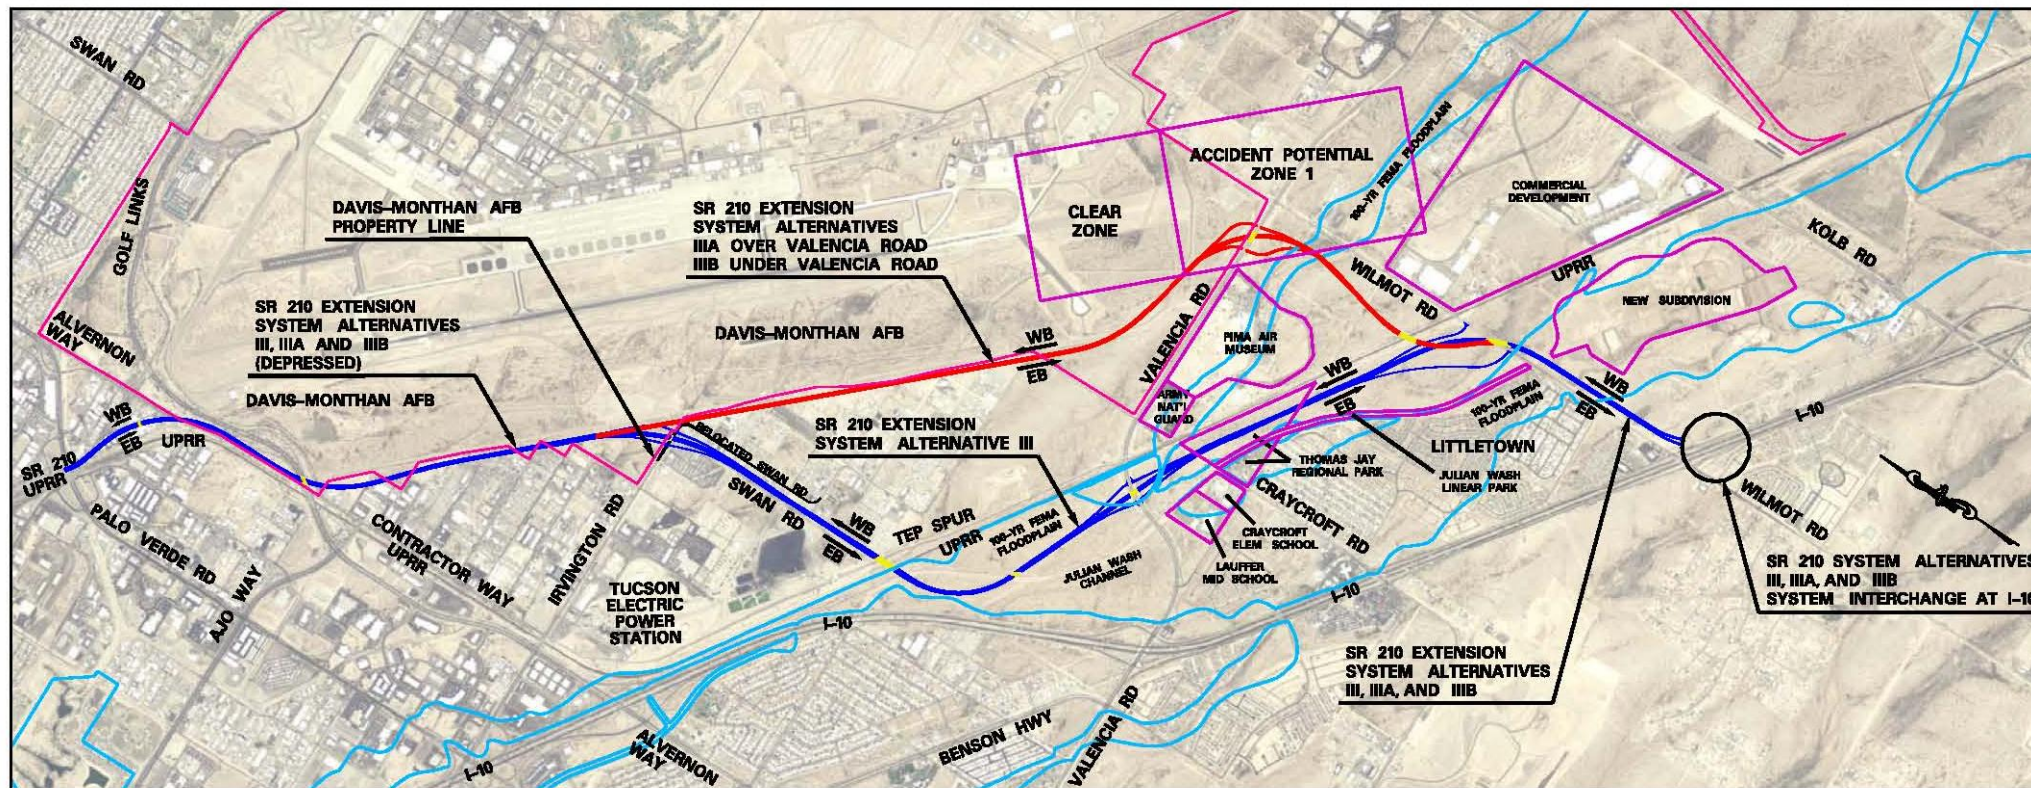 SWAN RD
GOLF LINKS
ALVERNON
WAY
DAVIS-MONTHAN AFB
PROPERTY LINE
SR 210 EXTENSION
SYSTEM ALTERNATIVES
IIIA OVER VALENCIA ROAD
IIIB UNDER VALENCIA ROAD
SR 210 EXTENSION
SYSTEM ALTERNATIVES
III, IIIA AND IIIB
(DEPRESSED)
DAVIS-MONTHAN AFB
DAVIS-MONTHAN AFB
CLEAR
ZONE
ACCIDENT POTENTIAL
ZONE 1
100-YR FEMA FLOODPLAIN
COMMERCIAL
DEVELOPMENT
KOLB RD
UPRR
NEW SUBDIVISION
WILMOT RD
VALENCIA RD
PIMA AIR
MUSEUM
ARMY
NAT'L
GUARD
WB
EB
WB
EB
WB
EB
WB
EB
WB
EB
SR 210
UPRR
UPRR
PALO VERDE RD
AJO WAY
CONTRACTOR WAY
UPRR
IRVINGTON RD
RELOCATED SWAN RD
SWAN RD
TUCSON
ELECTRIC
POWER
STATION
SR 210 EXTENSION
SYSTEM ALTERNATIVE III
TEP SPUR
UPRR
100-YR FEMA
FLOODPLAIN
JULIAN WASH
CHANNEL
THOMAS JAY
REGIONAL PARK
CRAYCROFT RD
CRAYCROFT
ELEM SCHOOL
LAUFFER
MID SCHOOL
100-YR FEMA
FLOODPLAIN
LITTLETOWN
JULIAN WASH
LINEAR PARK
I-10
I-10
I-10
I-10
WILMOT RD
SR 210 SYSTEM ALTERNATIVES
III, IIIA, AND IIIB
SYSTEM INTERCHANGE AT I-10
SR 210 EXTENSION
SYSTEM ALTERNATIVES
III, IIIA, AND IIIB
ALVERNON
WAY
BENSON HWY
VALENCIA RD